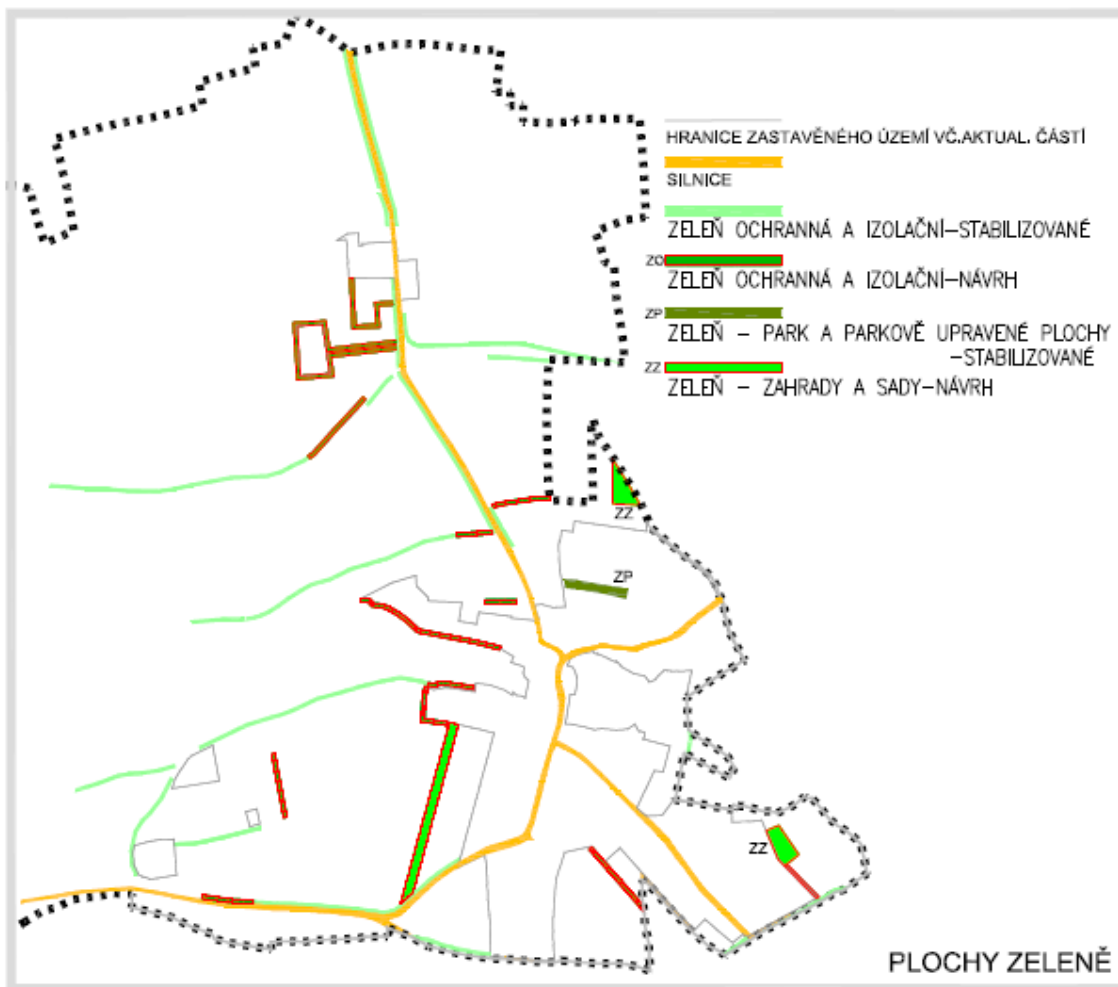 HRANICE ZASTAVĚNÉHO ÚZEMÍ VČ.AKTUAL. ČÁSTÍ
SILNICE
ZELEŇ OCHRANNÁ A IZOLAČNÍ-STABILIZOVANÉ
ZO
ZELEŇ OCHRANNÁ A IZOLAČNÍ-NÁVRH
ZP
ZELEŇ - PARK A PARKOVĚ UPRAVENÉ PLOCHY
-STABILIZOVANÉ
ZZ
ZELEŇ - ZAHRADY A SADY-NÁVRH
ZZ
ZP
ZZ
PLOCHY ZELENĚ